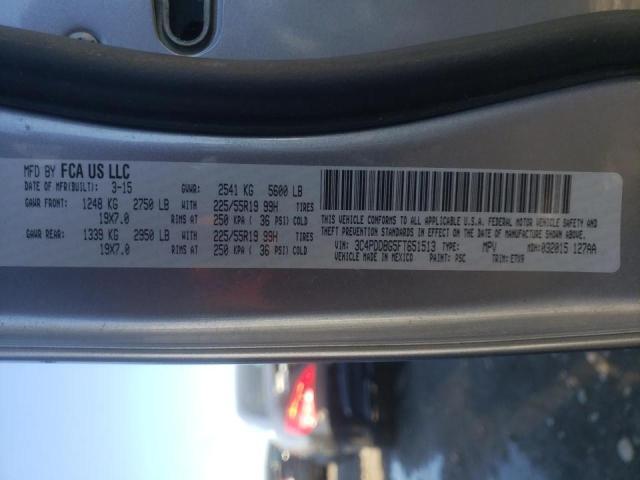 MFD BY FCA US LLC
DATE OF MFR(BUILT): 3-15 GVWR: 2541 KG 5600 LB
GAWR FRONT: 1248 KG 2750 LB WITH 225/55R19 99H TIRES
19X7.0 RIMS AT 250 KPA ( 36 PSI) COLD
GAWR REAR: 1339 KG 2950 LB WITH 225/55R19 99H TIRES
19X7.0 RIMS AT 250 KPA ( 36 PSI) COLD
THIS VEHICLE CONFORMS TO ALL APPLICABLE U.S.A. FEDERAL MOTOR VEHICLE SAFETY AND
THEFT PREVENTION STANDARDS IN EFFECT ON THE DATE OF MANUFACTURE SHOWN ABOVE.
VIN: 3C4PDDBG5FT651513 TYPE: MPV MDH: 032015 127AA
VEHICLE MADE IN MEXICO PAINT: PSC TRIM: ETV9